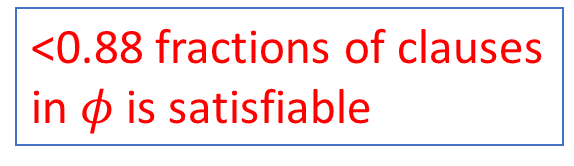 <0.88 fractions of clauses
in 𝜙 is satisfiable